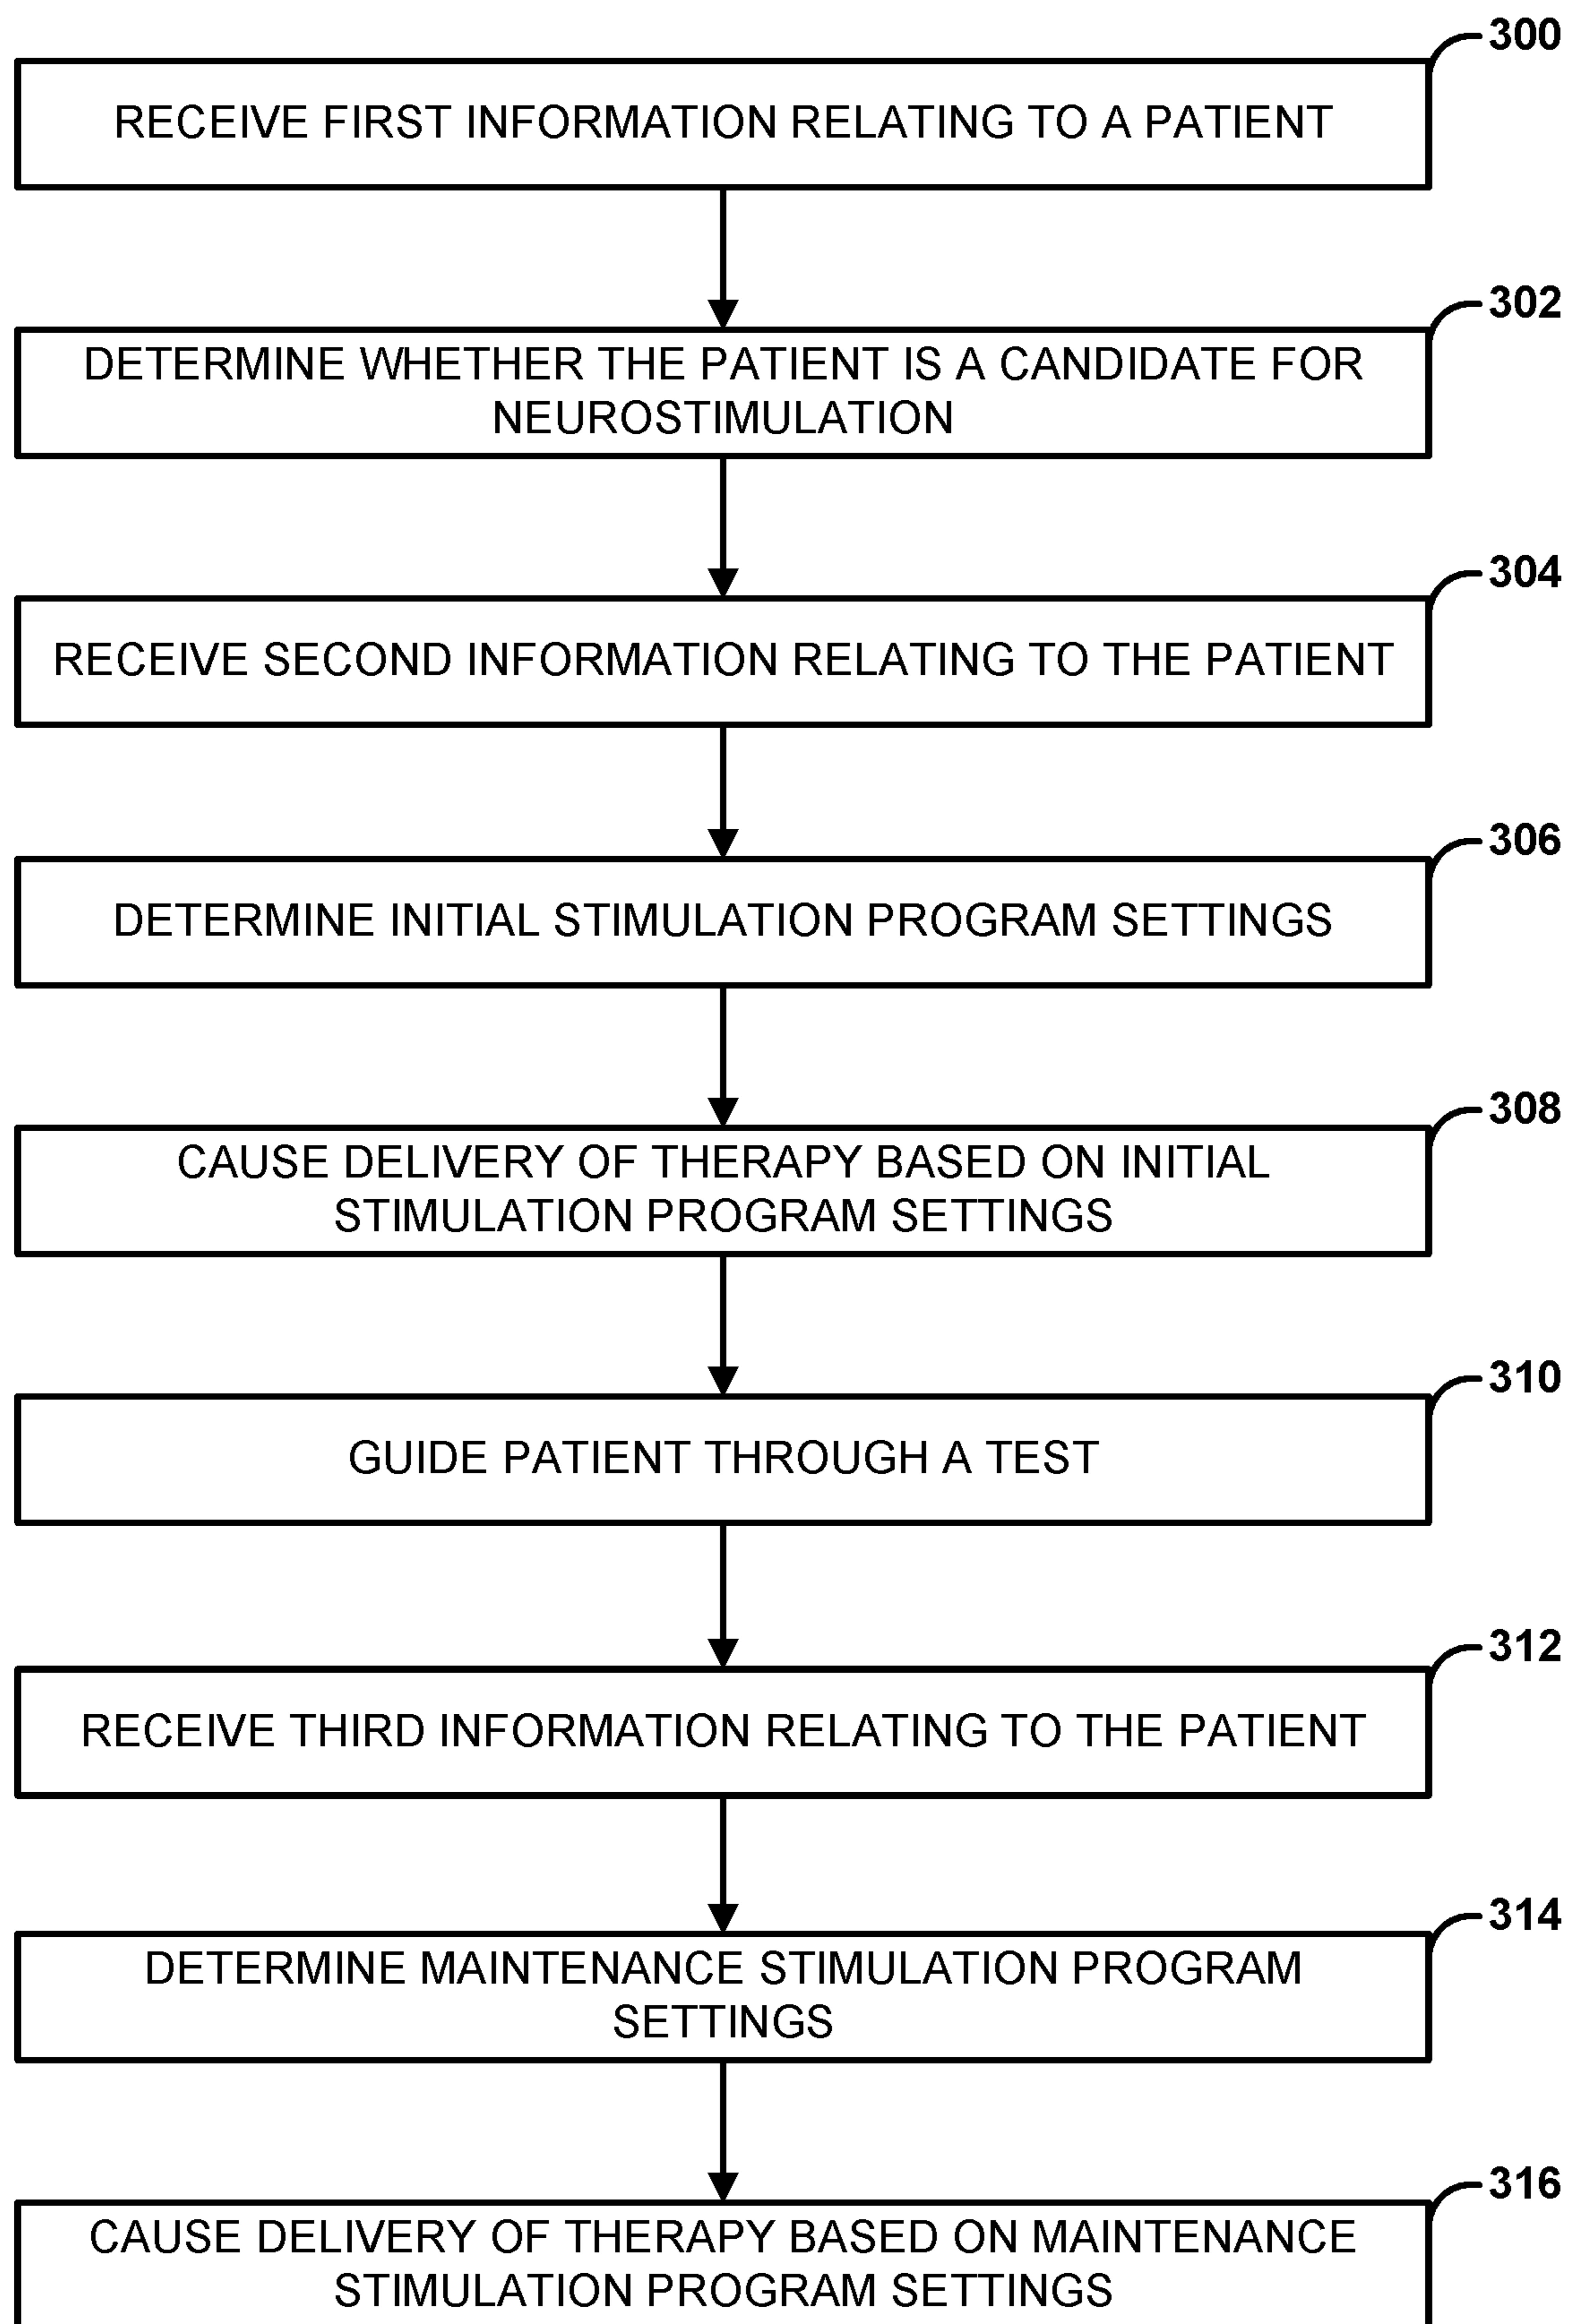 300
RECEIVE FIRST INFORMATION RELATING TO A PATIENT
302
DETERMINE WHETHER THE PATIENT IS A CANDIDATE FOR
NEUROSTIMULATION
304
RECEIVE SECOND INFORMATION RELATING TO THE PATIENT
306
DETERMINE INITIAL STIMULATION PROGRAM SETTINGS
308
CAUSE DELIVERY OF THERAPY BASED ON INITIAL
STIMULATION PROGRAM SETTINGS
310
GUIDE PATIENT THROUGH A TEST
312
RECEIVE THIRD INFORMATION RELATING TO THE PATIENT
314
DETERMINE MAINTENANCE STIMULATION PROGRAM
SETTINGS
316
CAUSE DELIVERY OF THERAPY BASED ON MAINTENANCE
STIMULATION PROGRAM SETTINGS